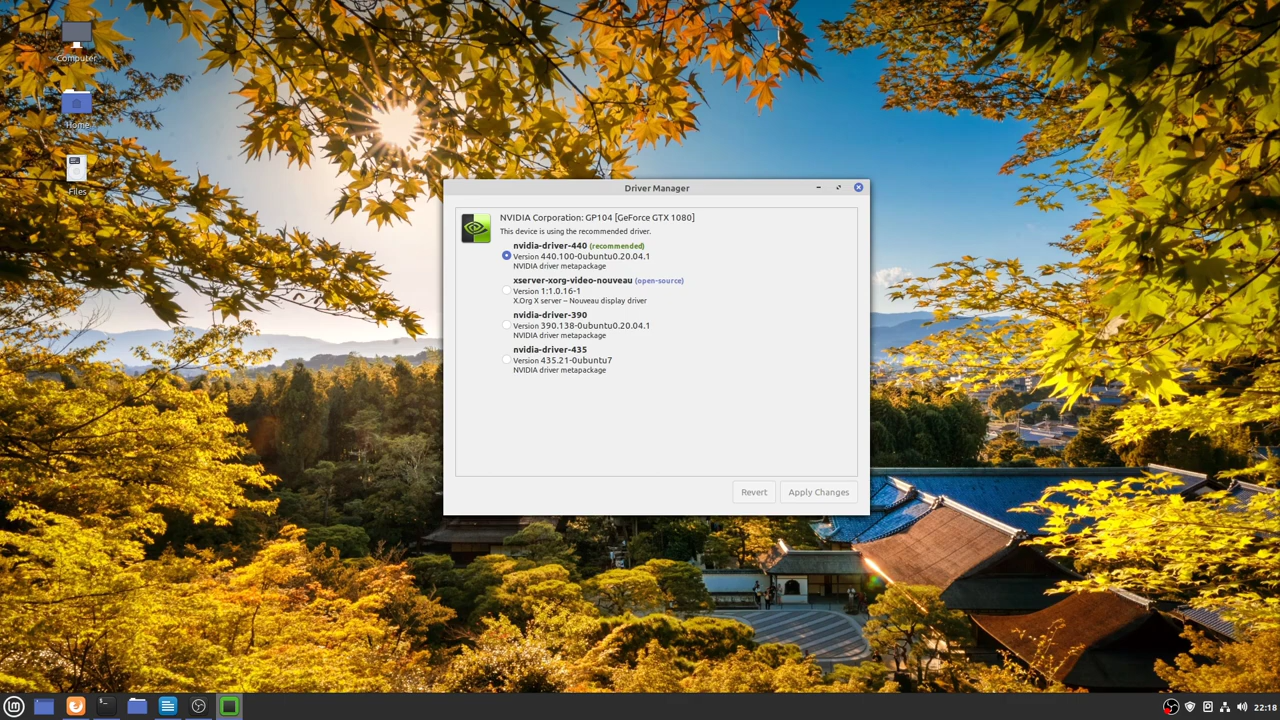 Computer
Home
Files
Driver Manager
NVIDIA Corporation: GP104 [GeForce GTX 1080]
This device is using the recommended driver.
nvidia-driver-440 (recommended)
Version 440.100-0ubuntu0.20.04.1
NVIDIA driver metapackage
xserver-xorg-video-nouveau (open-source)
Version 1:1.0.16-1
X.Org X server – Nouveau display driver
nvidia-driver-390
Version 390.138-0ubuntu0.20.04.1
NVIDIA driver metapackage
nvidia-driver-435
Version 435.21-0ubuntu7
NVIDIA driver metapackage
Revert Apply Changes
22:18